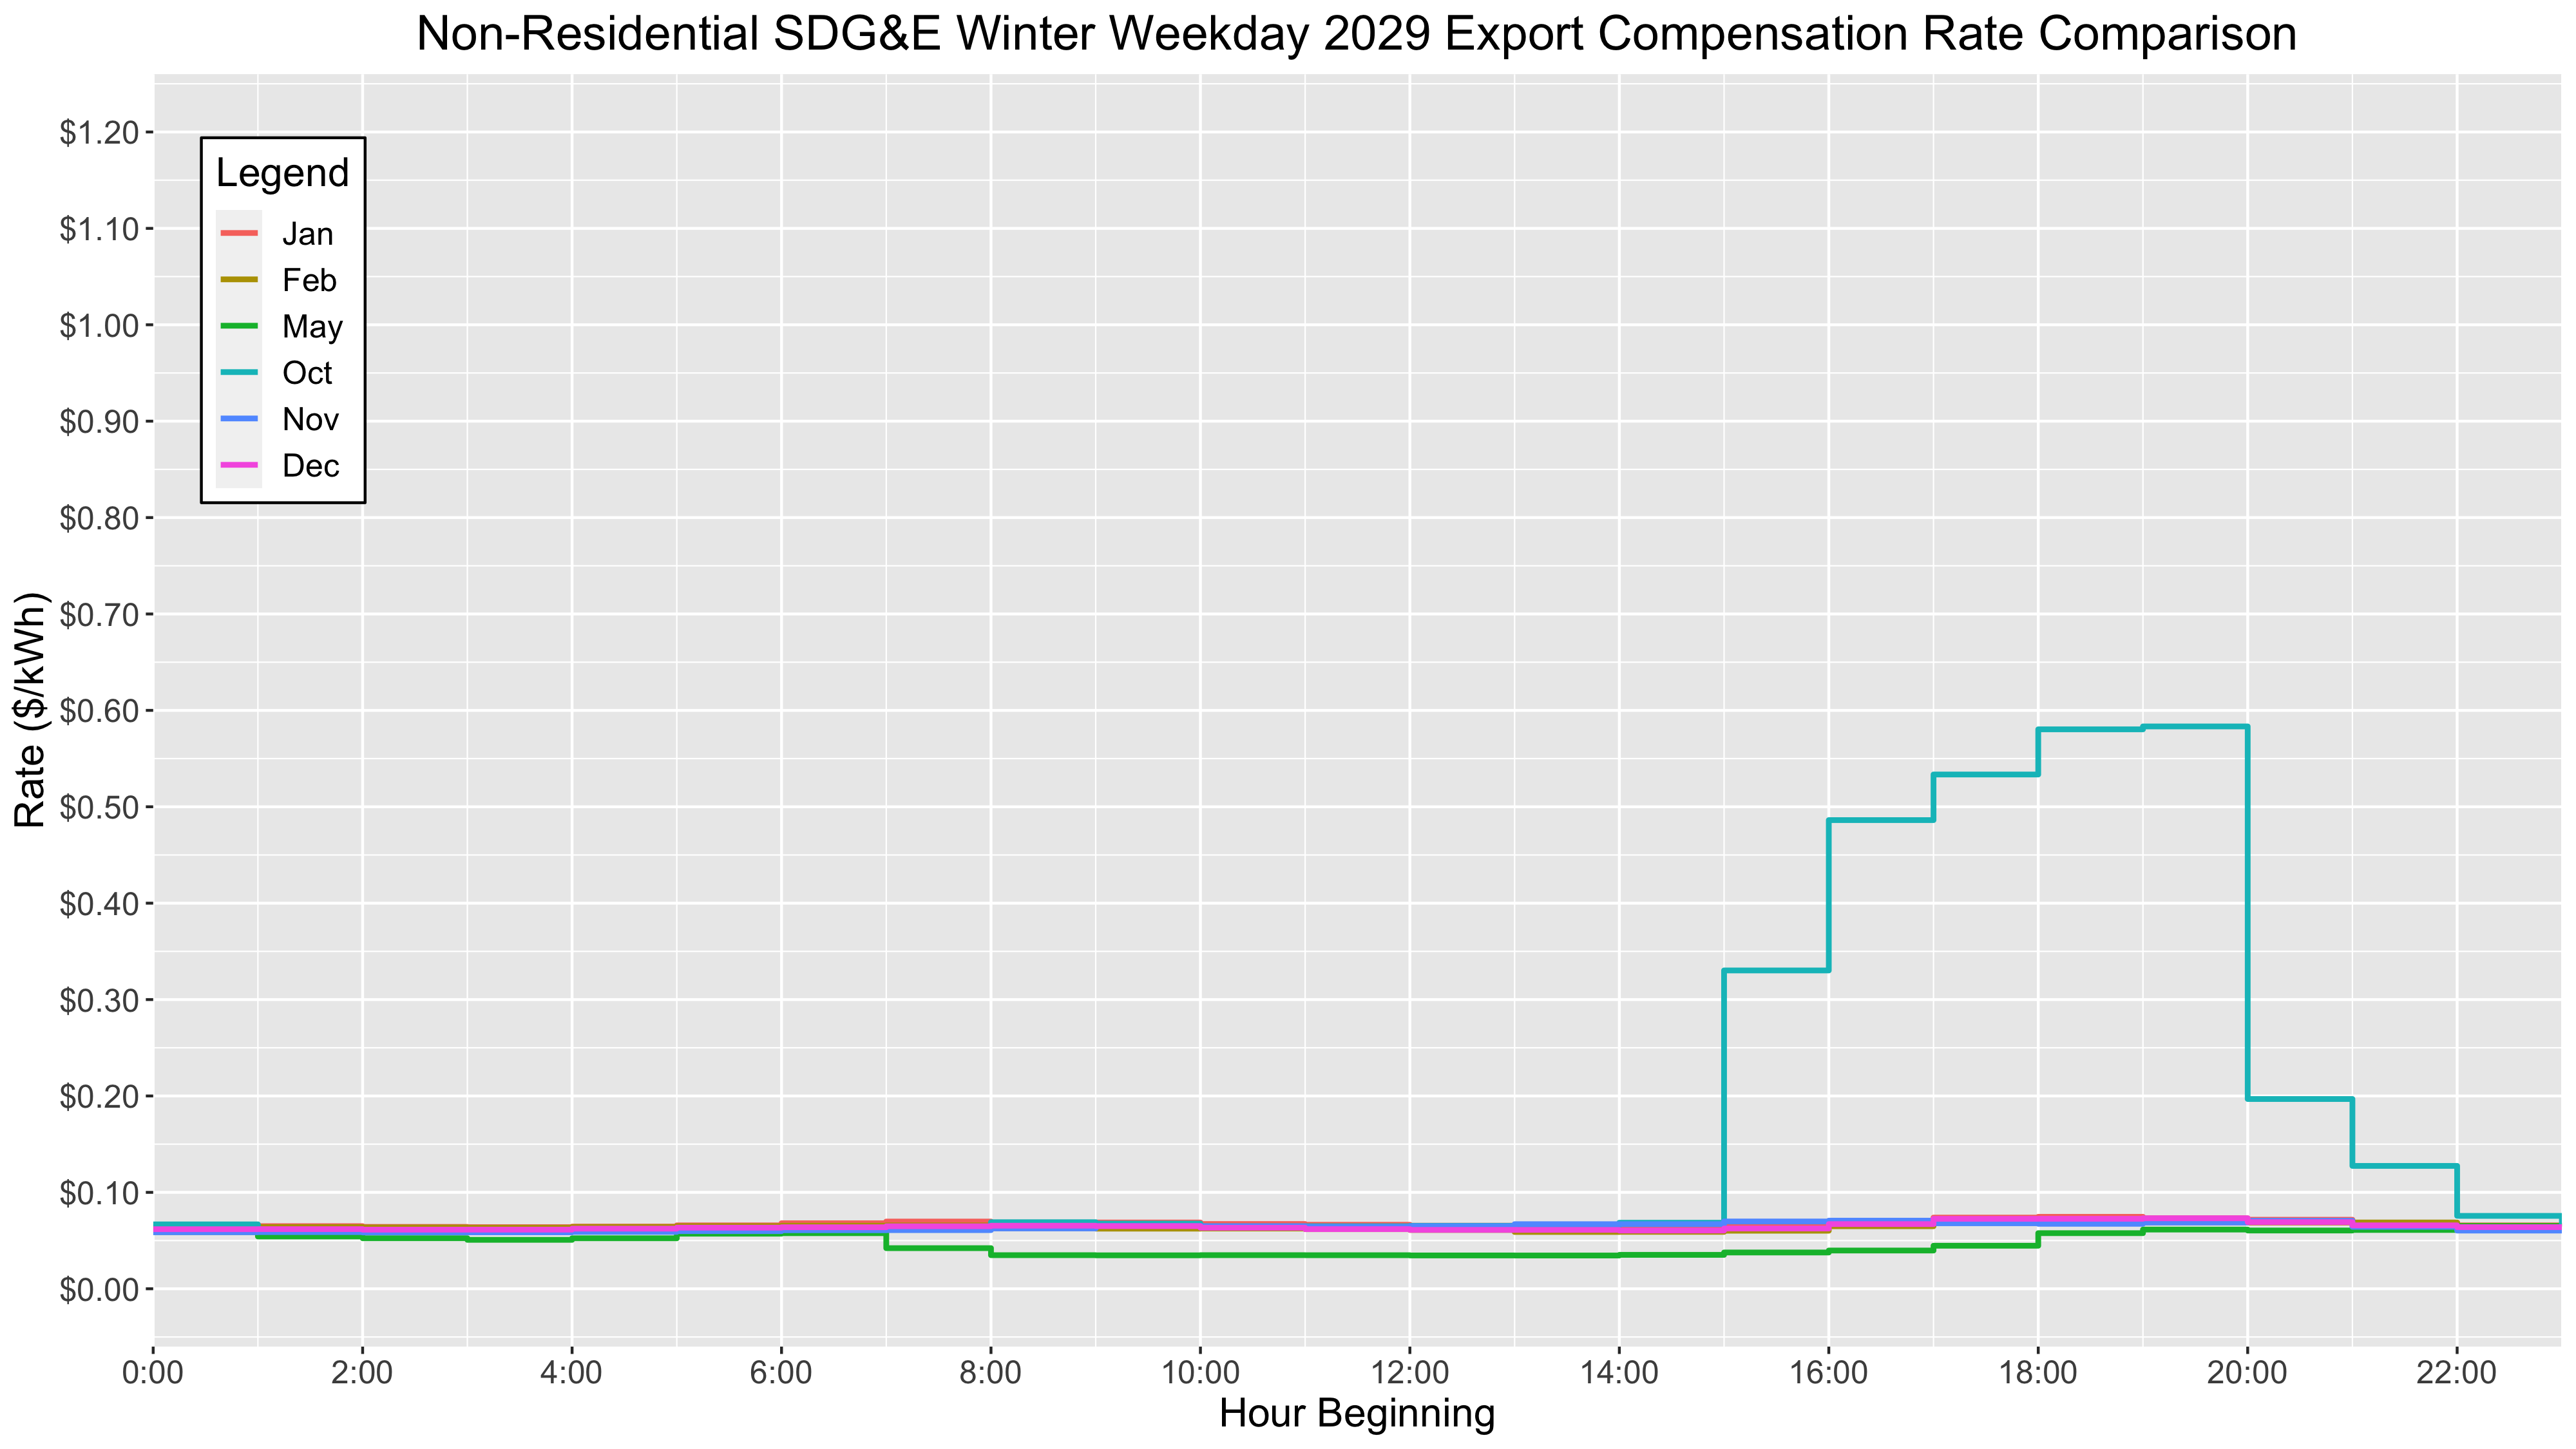 Non-Residential SDG&E Winter Weekday 2029 Export Compensation Rate Comparison
$1.20
$1.10
$1.00
$0.90
$0.80
$0.70
$0.60
$0.50
$0.40
$0.30
$0.20
$0.10
$0.00
Rate ($/kWh)
Legend
Jan
Feb
May
Oct
Nov
Dec
0:00 2:00 4:00 6:00 8:00 10:00 12:00 14:00 16:00 18:00 20:00 22:00
Hour Beginning